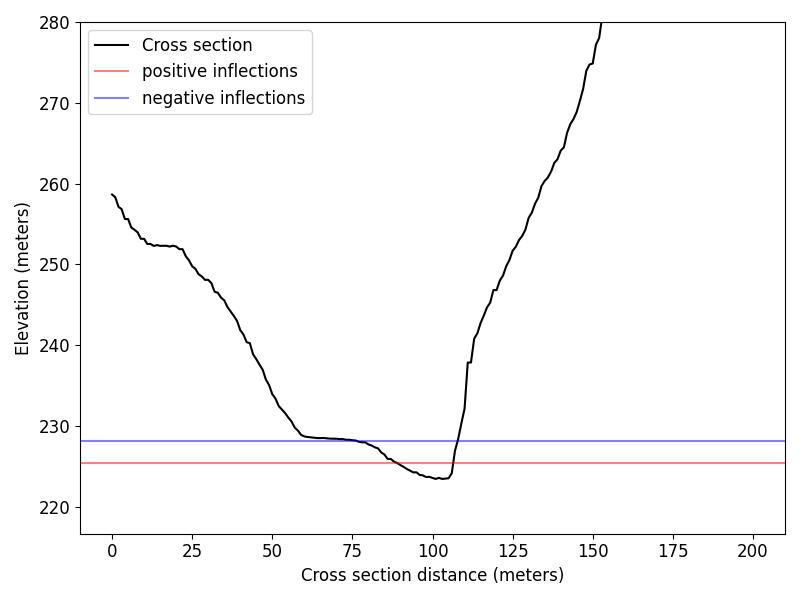 Cross section
positive inflections
negative inflections
280
270
260
250
240
230
220
Elevation (meters)
0 25 50 75 100 125 150 175 200
Cross section distance (meters)